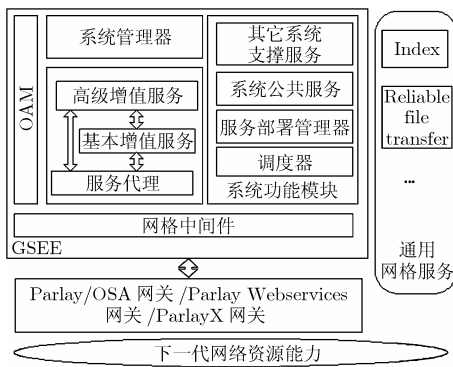 OAM
系统管理器
高级增值服务
基本增值服务
服务代理
其它系统
支撑服务
系统公共服务
服务部署管理器
调度器
系统功能模块
网格中间件
GSEE
Index
Reliable
file
transfer
...
通用
网格服务
Parlay/OSA 网关 /Parlay Webservices
网关 /ParlayX 网关
下一代网络资源能力